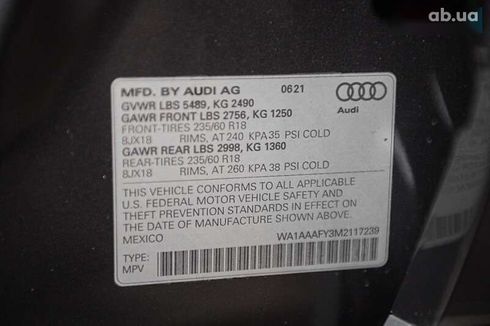 ab.ua
MFD. BY AUDI AG 06/21
GVWR LBS 5489, KG 2490
GAWR FRONT LBS 2756, KG 1250
FRONT-TIRES 235/60 R18
8JX18 RIMS, AT 240 KPA 35 PSI COLD
GAWR REAR LBS 2998, KG 1360
REAR-TIRES 235/60 R18
8JX18 RIMS, AT 260 KPA 38 PSI COLD
Audi
THIS VEHICLE CONFORMS TO ALL APPLICABLE
U.S. FEDERAL MOTOR VEHICLE SAFETY AND
THEFT PREVENTION STANDARDS IN EFFECT ON
THE DATE OF MANUFACTURE SHOWN ABOVE.
MEXICO WA1AAAFY3M2117239
TYPE:
MPV